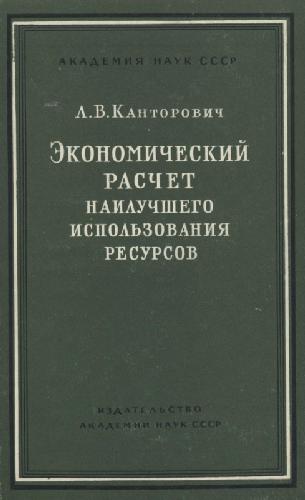 АКАДЕМИЯ НАУК СССР
Л.В.КАНТОРОВИЧ
ЭКОНОМИЧЕСКИЙ
РАСЧЕТ
НАИЛУЧШЕГО
ИСПОЛЬЗОВАНИЯ
РЕСУРСОВ
ИЗДАТЕЛЬСТВО
АКАДЕМИИ НАУК СССР